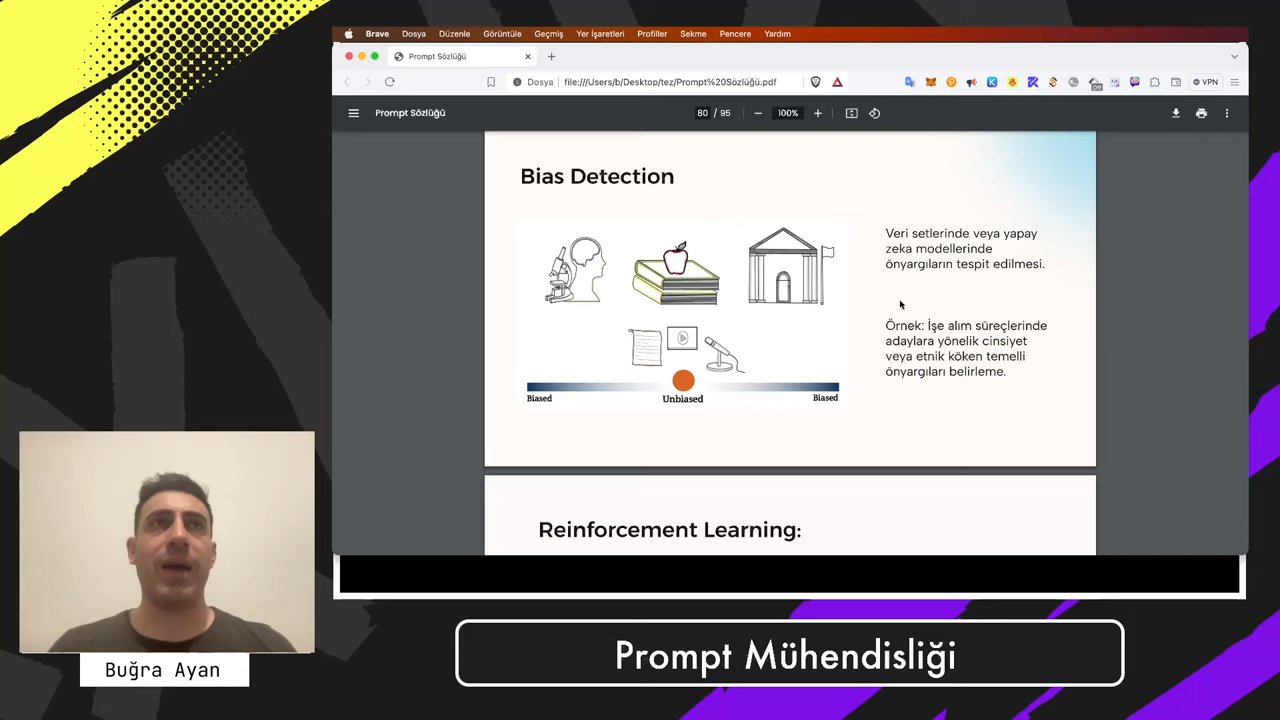 Brave Dosya Düzenle Görüntüle Geçmiş Yer İşaretleri Profiller Sekme Pencere Yardım
Prompt Sözlüğü
Dosya file:///Users/b/Desktop/tez/Prompt%20Sözlüğü.pdf
VPN
Prompt Sözlüğü
80 / 95
100%
Bias Detection
Veri setlerinde veya yapay
zeka modellerinde
önyargıların tespit edilmesi.
Örnek: İşe alım süreçlerinde
adaylara yönelik cinsiyet
veya etnik köken temelli
önyargıları belirleme.
Biased
Unbiased
Biased
Reinforcement Learning:
Buğra Ayan
Prompt Mühendisliği